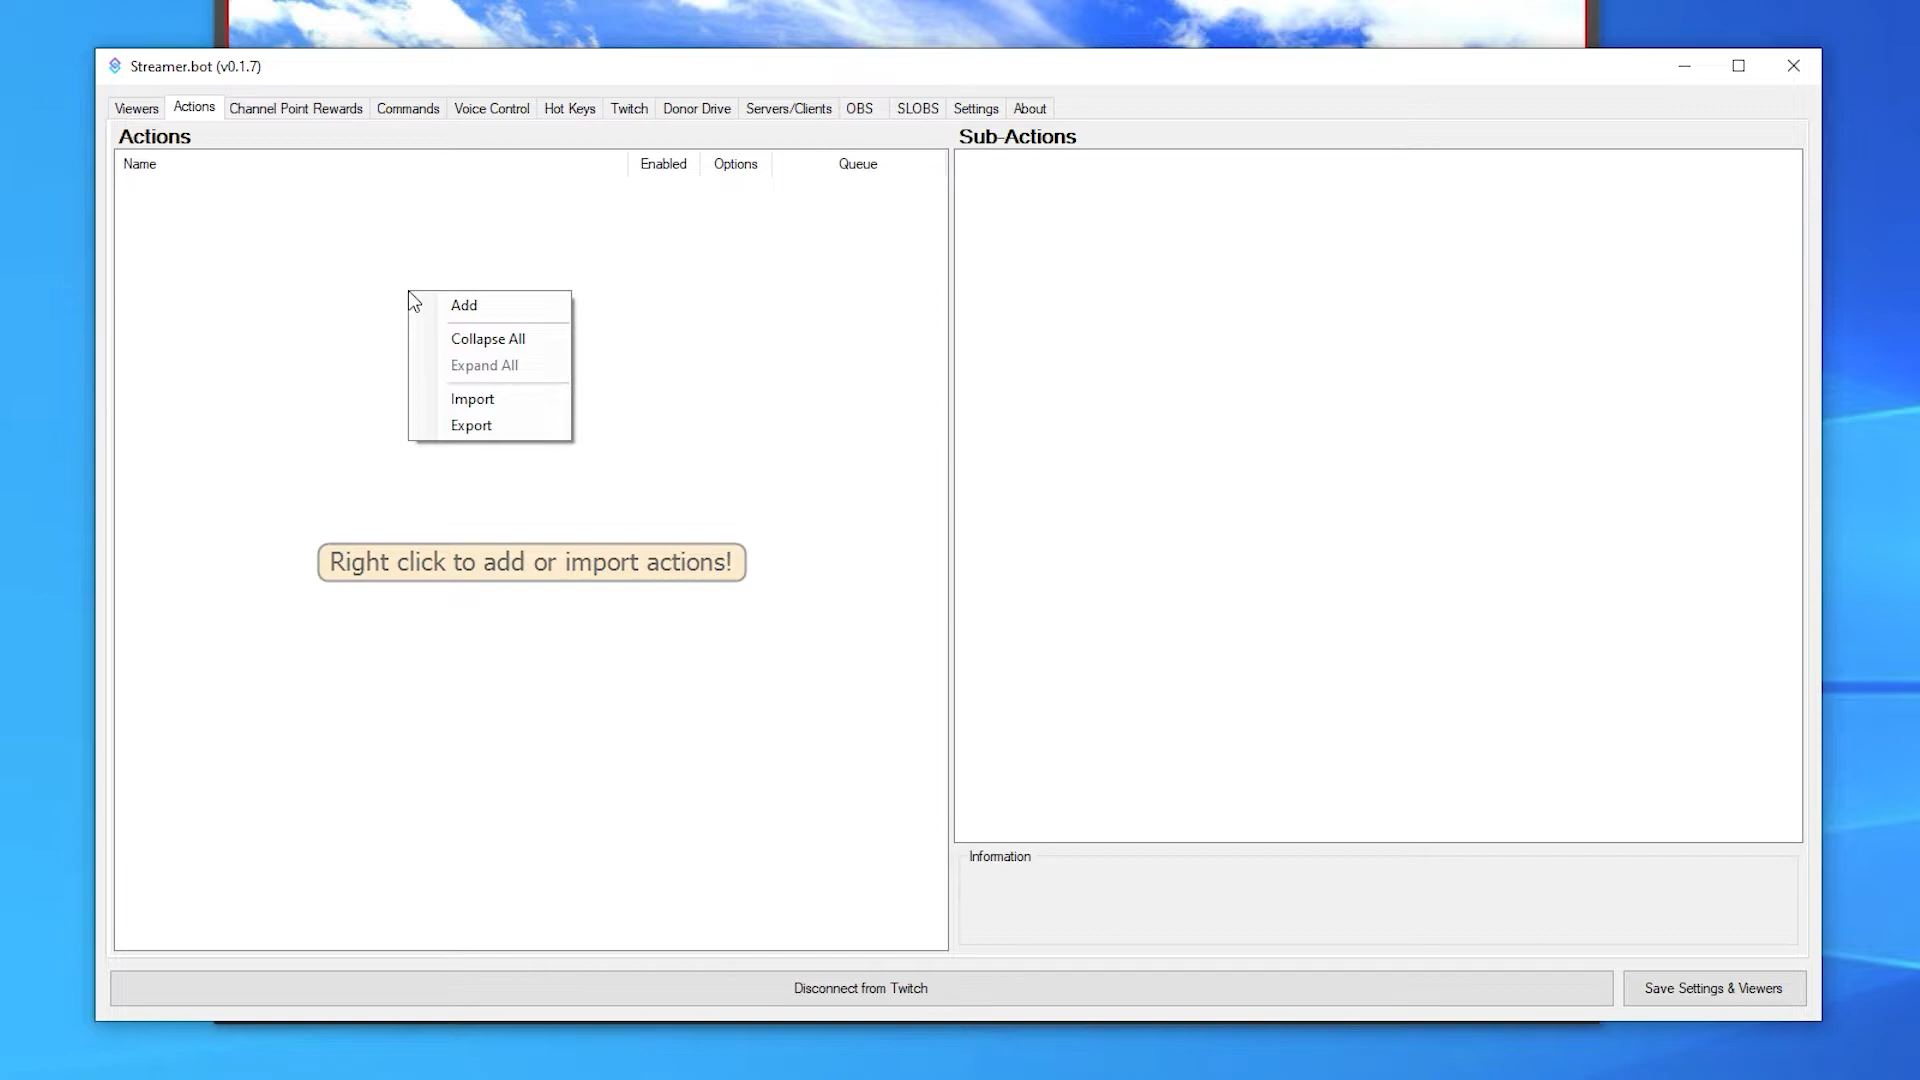 Streamer.bot (v0.1.7)
Viewers Actions Channel Point Rewards Commands Voice Control Hot Keys Twitch Donor Drive Servers/Clients OBS SLOBS Settings About
Actions
Name Enabled Options Queue
Add
Collapse All
Expand All
Import
Export
Right click to add or import actions!
Sub-Actions
Information
Disconnect from Twitch
Save Settings & Viewers